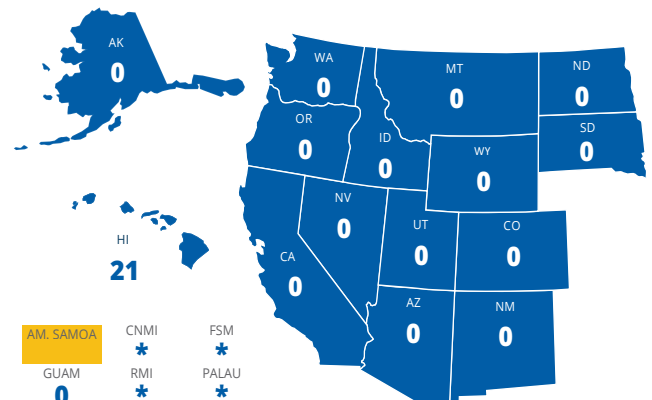 AK
0
WA
0
MT
0
ND
0
OR
0
ID
0
SD
0
WY
0
NV
0
UT
0
CO
0
HI
21
CA
0
AZ
0
NM
0
AM. SAMOA
CNMI
*
FSM
*
GUAM
0
RMI
*
PALAU
*